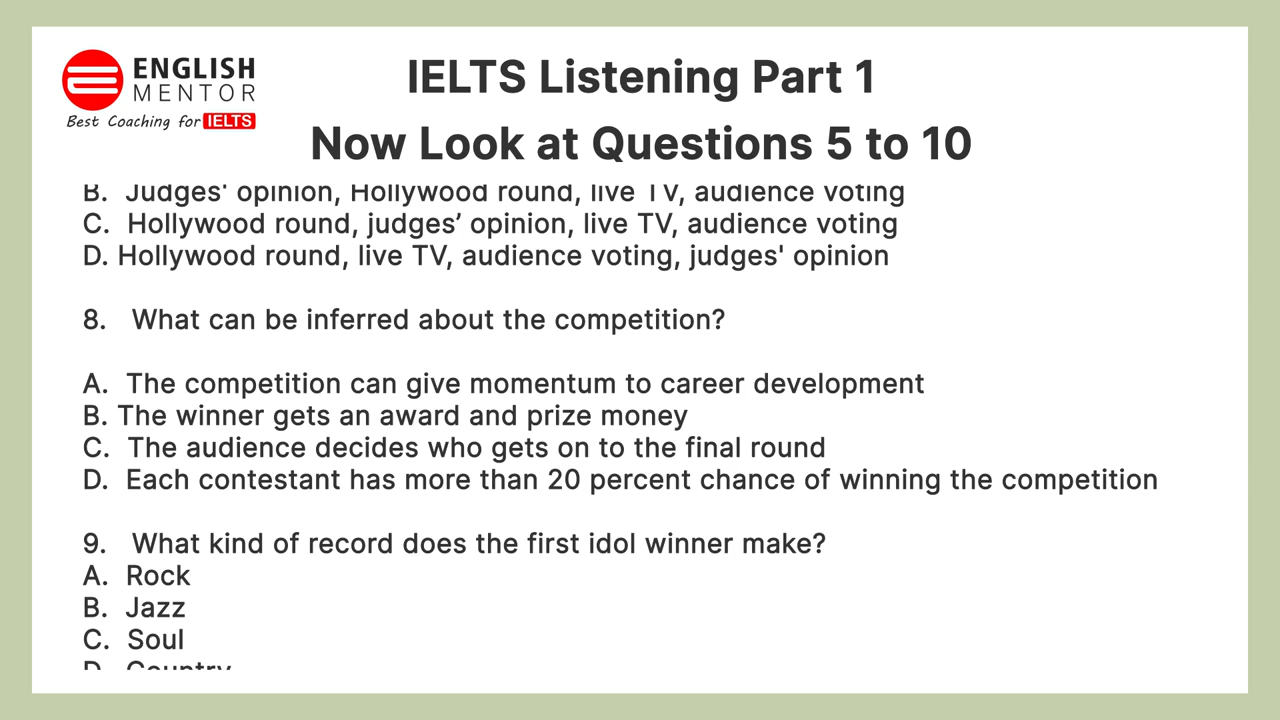 ENGLISH
MENTOR
Best Coaching for IELTS
IELTS Listening Part 1
Now Look at Questions 5 to 10
B. Judges' opinion, Hollywood round, live TV, audience voting
C. Hollywood round, judges’ opinion, live TV, audience voting
D. Hollywood round, live TV, audience voting, judges' opinion
8. What can be inferred about the competition?
A. The competition can give momentum to career development
B. The winner gets an award and prize money
C. The audience decides who gets on to the final round
D. Each contestant has more than 20 percent chance of winning the competition
9. What kind of record does the first idol winner make?
A. Rock
B. Jazz
C. Soul
D. Country